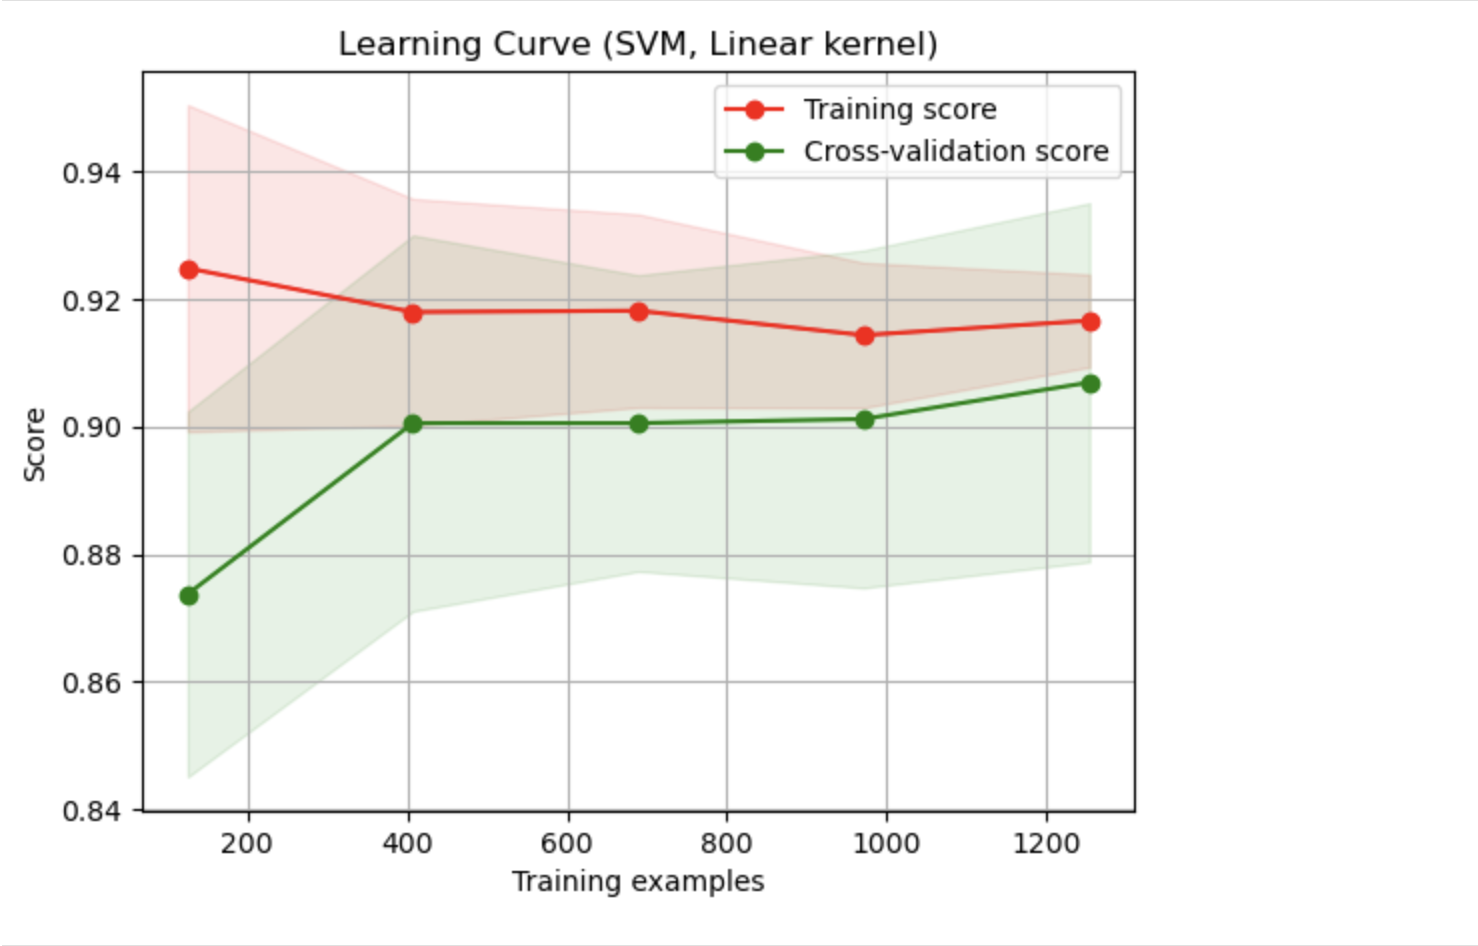 Learning Curve (SVM, Linear kernel)
Training score
Cross-validation score
0.94
0.92
0.90
0.88
0.86
0.84
Score
200 400 600 800 1000 1200
Training examples